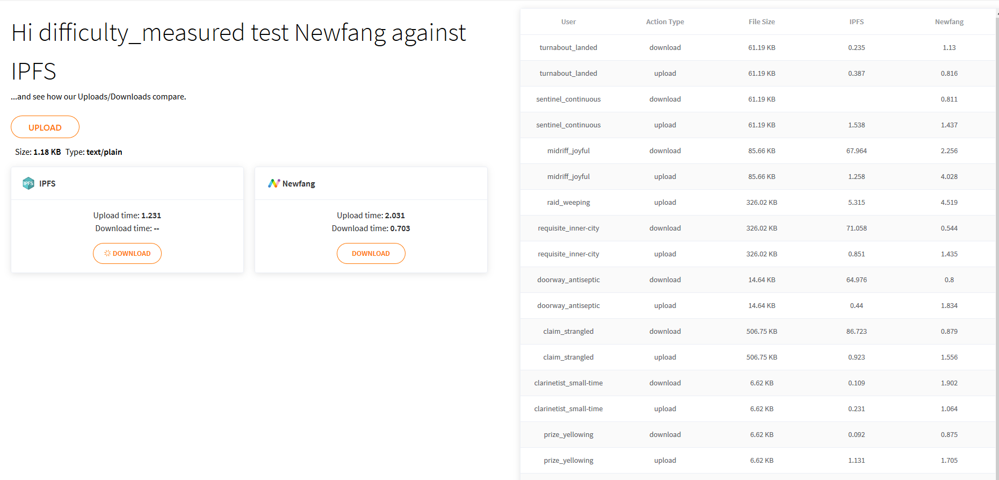 Hi difficulty_measured test Newfang against
IPFS
...and see how our Uploads/Downloads compare.
UPLOAD
Size: 1.18 KB Type: text/plain
IPFS IPFS
Upload time: 1.231
Download time: --
DOWNLOAD
Newfang
Upload time: 2.031
Download time: 0.703
DOWNLOAD
User Action Type File Size IPFS Newfang
turnabout_landed download 61.19 KB 0.235 1.13
turnabout_landed upload 61.19 KB 0.387 0.816
sentinel_continuous download 61.19 KB 0.811
sentinel_continuous upload 61.19 KB 1.538 1.437
midriff_joyful download 85.66 KB 67.964 2.256
midriff_joyful upload 85.66 KB 1.258 4.028
raid_weeping upload 326.02 KB 5.315 4.519
requisite_inner-city download 326.02 KB 71.058 0.544
requisite_inner-city upload 326.02 KB 0.851 1.435
doorway_antiseptic download 14.64 KB 64.976 0.8
doorway_antiseptic upload 14.64 KB 0.44 1.834
claim_strangled download 506.75 KB 86.723 0.879
claim_strangled upload 506.75 KB 0.923 1.556
clarinetist_small-time download 6.62 KB 0.109 1.902
clarinetist_small-time upload 6.62 KB 0.231 1.064
prize_yellowing download 6.62 KB 0.092 0.875
prize_yellowing upload 6.62 KB 1.131 1.705